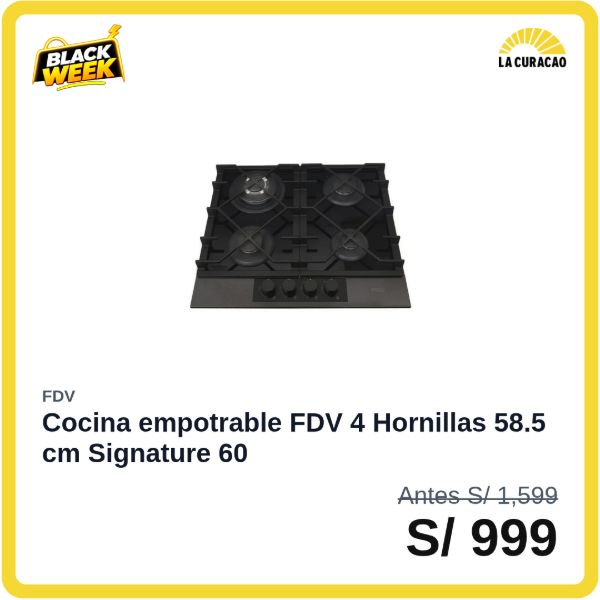 BLACK
WEEK
LA CURACAO
FDV
Cocina empotrable FDV 4 Hornillas 58.5
cm Signature 60
Antes S/ 1,599
S/ 999